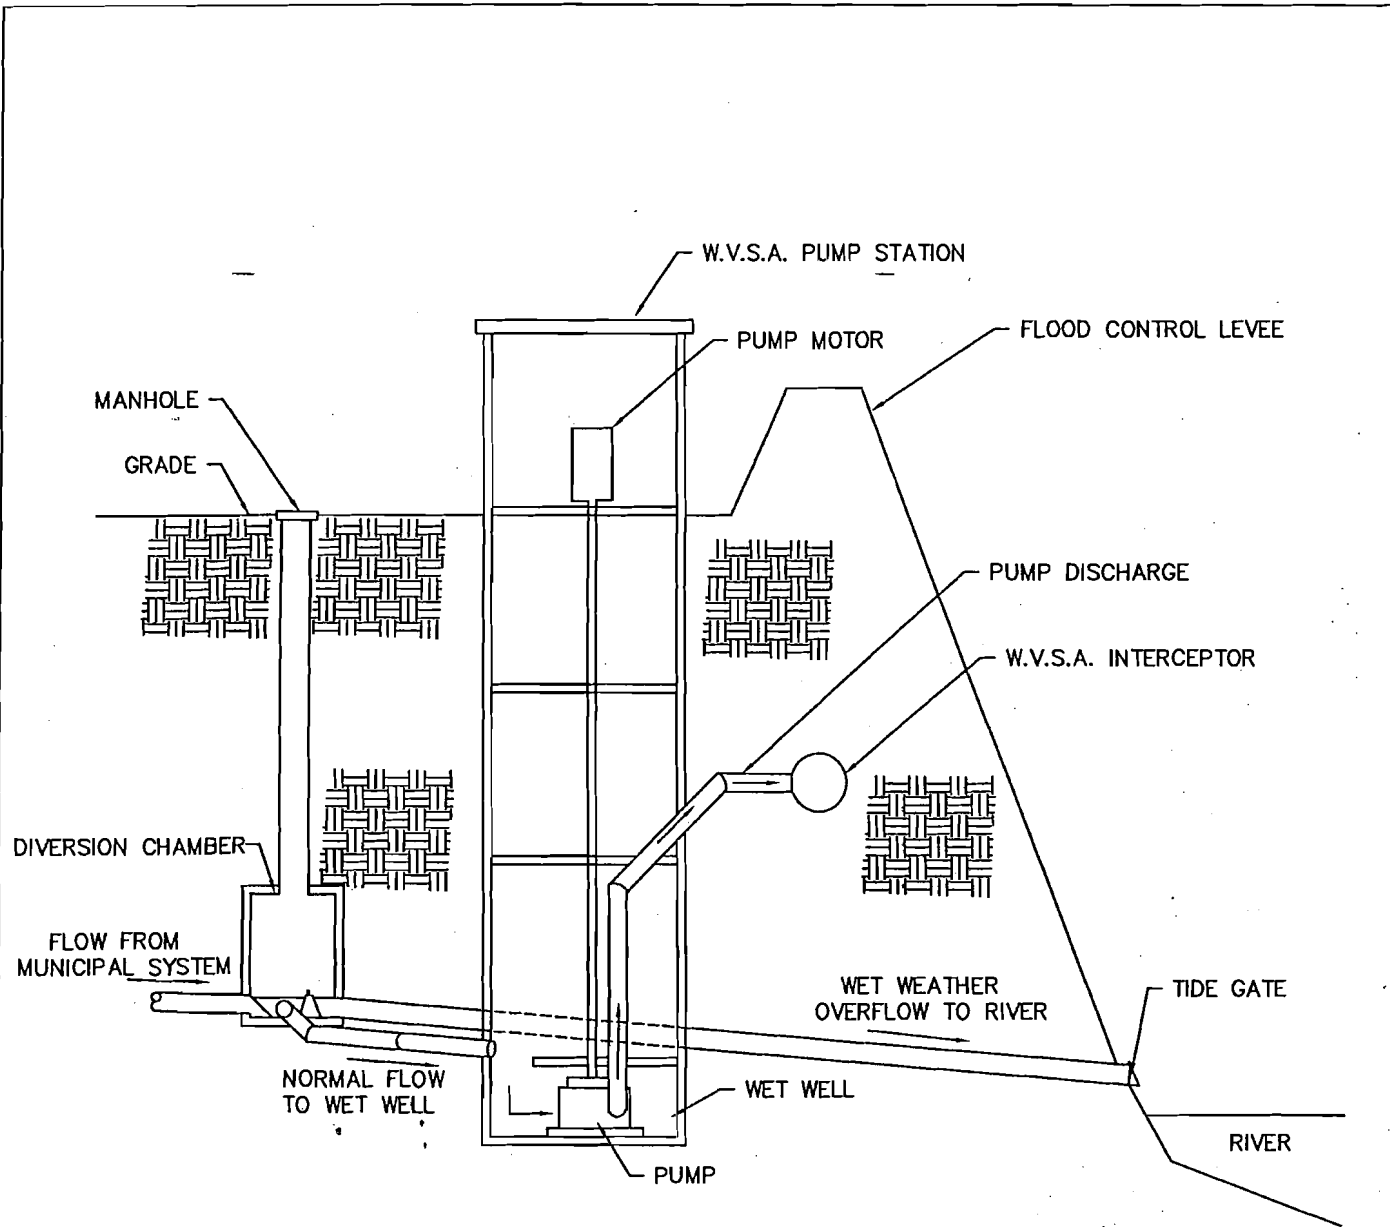 W.V.S.A. PUMP STATION
PUMP MOTOR
FLOOD CONTROL LEVEE
MANHOLE
GRADE
PUMP DISCHARGE
W.V.S.A. INTERCEPTOR
DIVERSION CHAMBER
FLOW FROM
MUNICIPAL SYSTEM
WET WEATHER
OVERFLOW TO RIVER
TIDE GATE
NORMAL FLOW
TO WET WELL
WET WELL
RIVER
PUMP